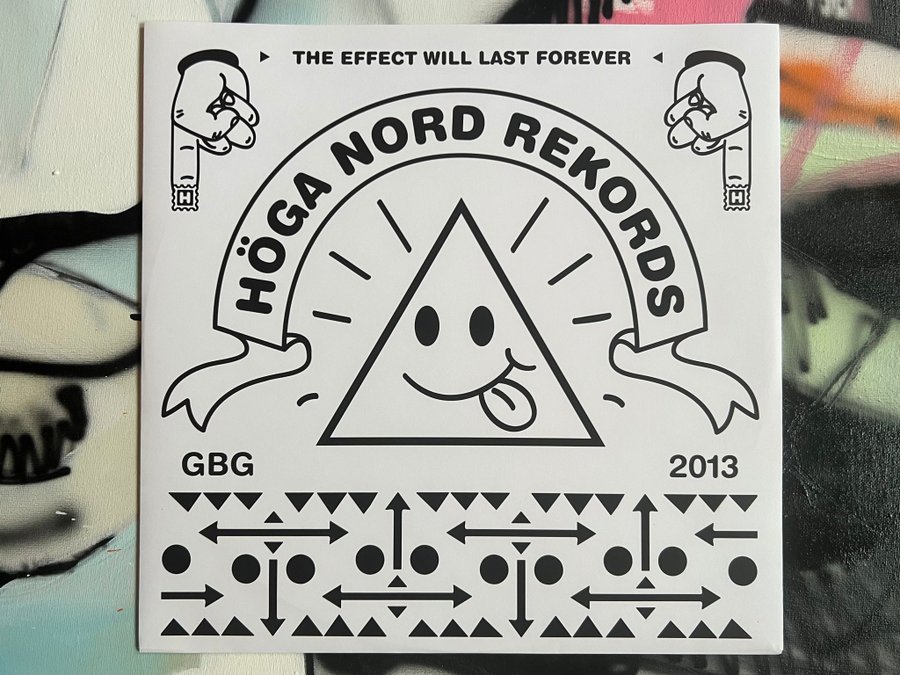 THE EFFECT WILL LAST FOREVER
HÖGA NORD REKORDS
H
H
GBG
2013